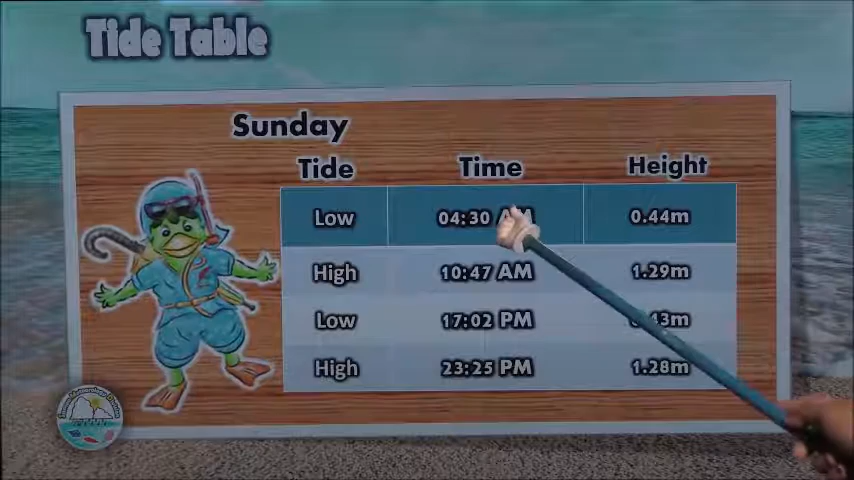 Tide Table
Sunday
Tide Time Height
Low 04:30 AM 0.44m
High 10:47 AM 1.29m
Low 17:02 PM
High 23:25 PM 1.28m